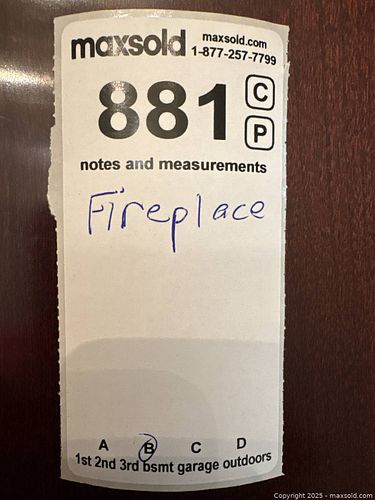 maxsold maxsold.com
1-877-257-7799
881 C
P
notes and measurements
Fireplace
A B C D
1st 2nd 3rd bsmt garage outdoors
Copyright 2025 - maxsold.com